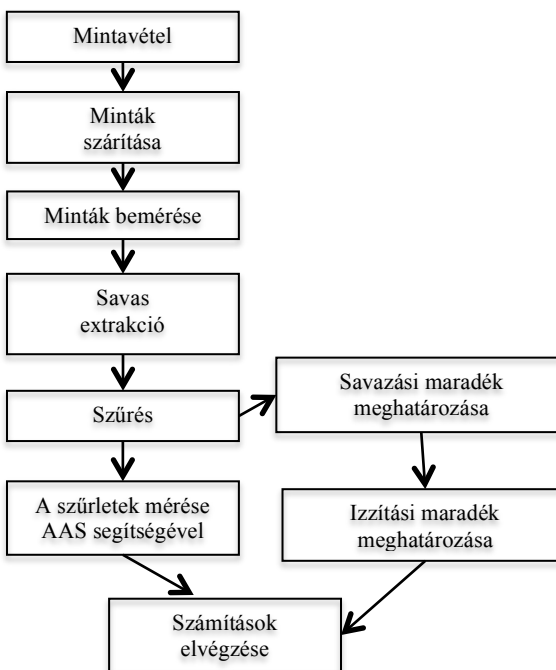 Mintavétel
Minták
szárítása
Minták bemérése
Savas
extrakció
Szűrés
Savazási maradék
meghatározása
A szűrletek mérése
AAS segítségével
Izzítási maradék
meghatározása
Számítások
elvégzése